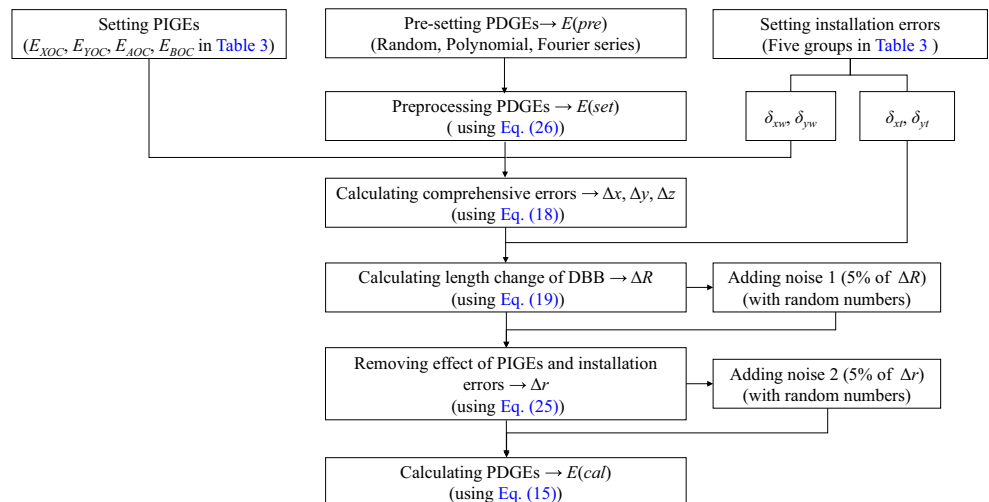 Setting PIGEs
(E_XOC, E_YOC, E_AOC, E_BOC in Table 3)
Pre-setting PDGEs→ E(pre)
(Random, Polynomial, Fourier series)
Setting installation errors
(Five groups in Table 3 )
Preprocessing PDGEs → E(set)
( using Eq. (26))
δxw, δyw
δxt, δyt
Calculating comprehensive errors → Δx, Δy, Δz
(using Eq. (18))
Calculating length change of DBB → ΔR
(using Eq. (19))
Adding noise 1 (5% of ΔR)
(with random numbers)
Removing effect of PIGEs and installation
errors → Δr
(using Eq. (25))
Adding noise 2 (5% of Δr)
(with random numbers)
Calculating PDGEs → E(cal)
(using Eq. (15))